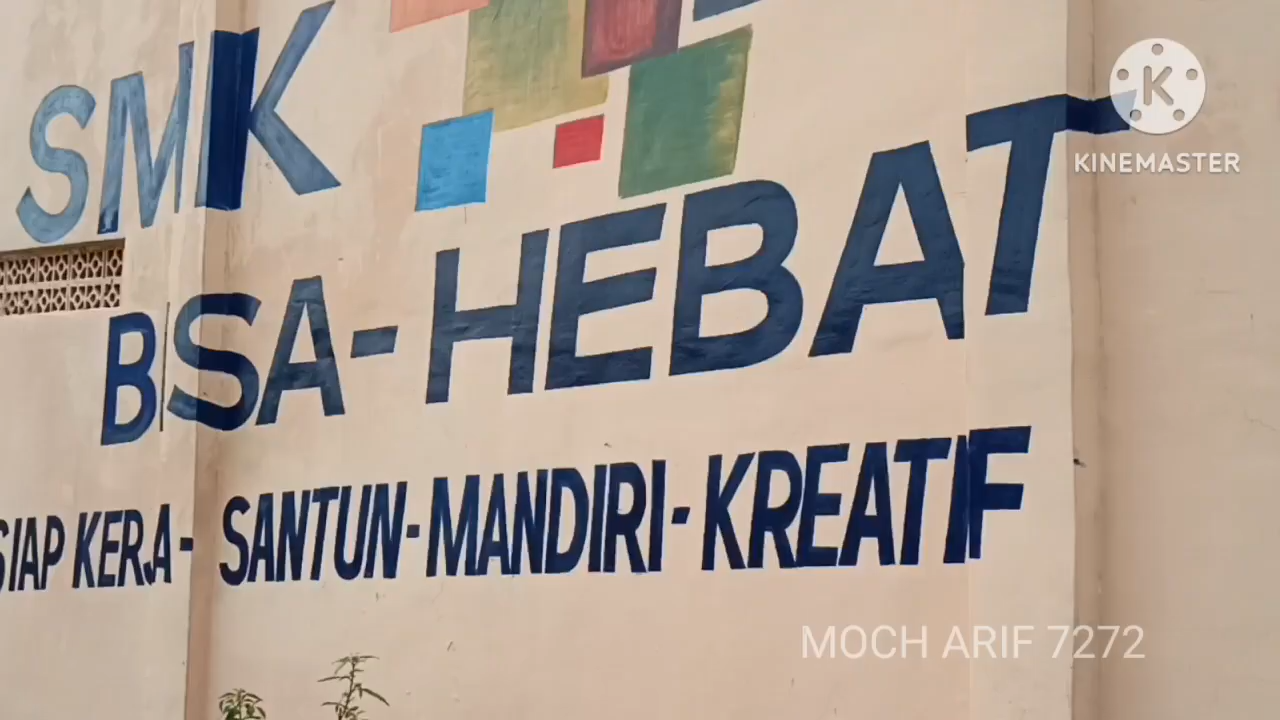 SMK
BISA-HEBAT
SIAP KERJA- SANTUN-MANDIRI-KREATIF
KINEMASTER
MOCH ARIF 7272